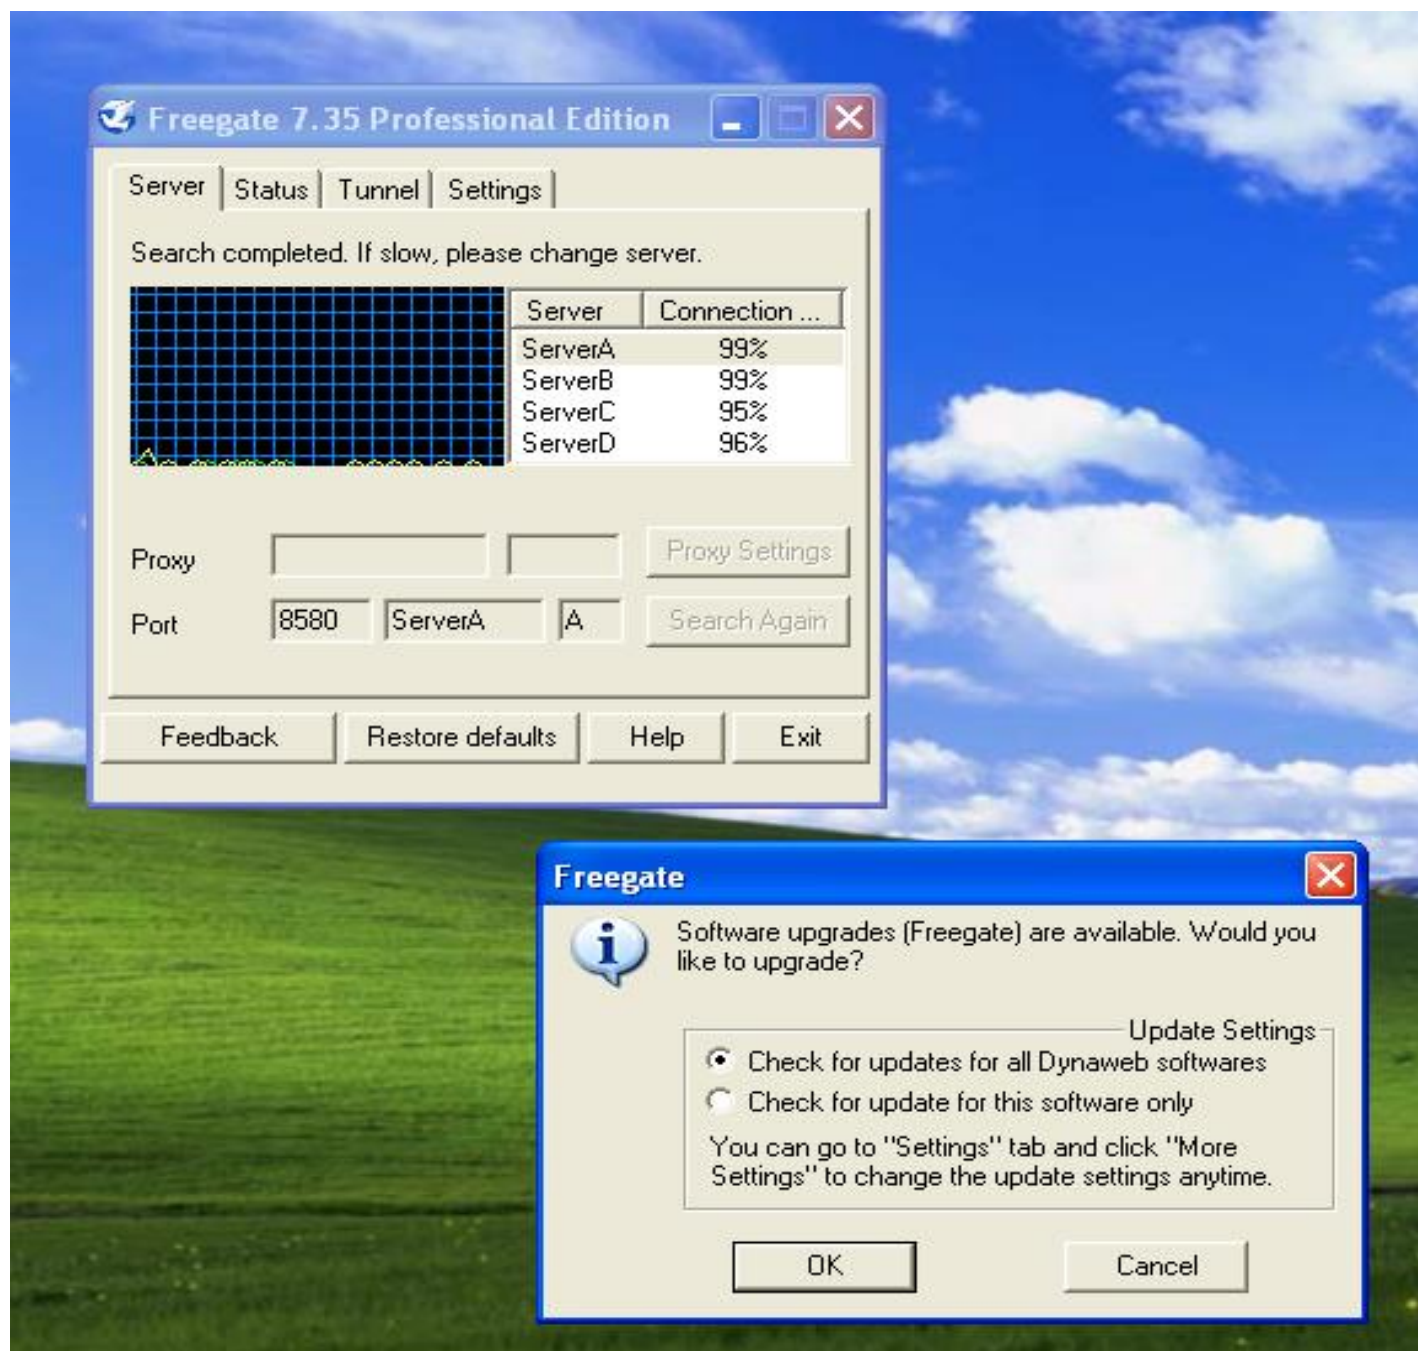 Freegate 7.35 Professional Edition
Server Status Tunnel Settings
Search completed. If slow, please change server.
Server Connection ...
ServerA 99%
ServerB 99%
ServerC 95%
ServerD 96%
Proxy Proxy Settings
Port 8580 ServerA A Search Again
Feedback Restore defaults Help Exit
Freegate
Software upgrades (Freegate) are available. Would you
like to upgrade?
Update Settings
Check for updates for all Dynaweb softwares
Check for update for this software only
You can go to "Settings" tab and click "More
Settings" to change the update settings anytime.
OK Cancel